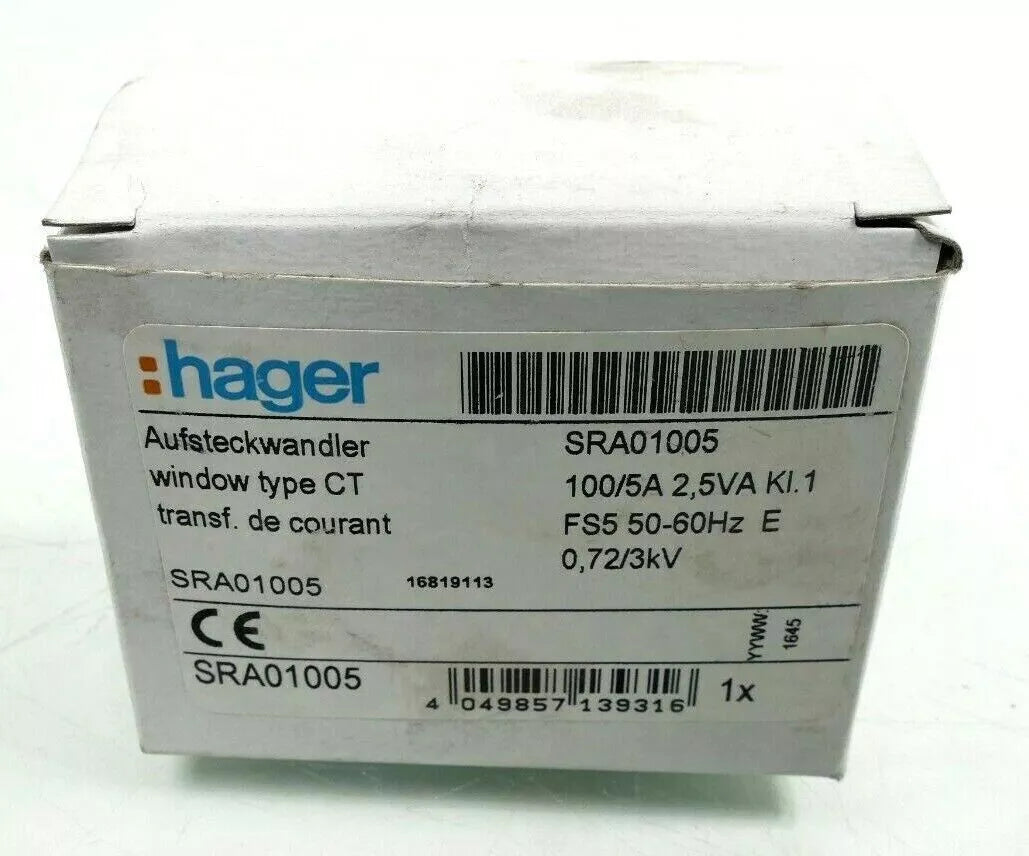 :hager
Aufsteckwandler SRA01005
window type CT 100/5A 2,5VA Kl.1
transf. de courant FS5 50-60Hz E
0,72/3kV
SRA01005 16819113
CE YYWW: 1645
SRA01005 4 049857 139316 1x